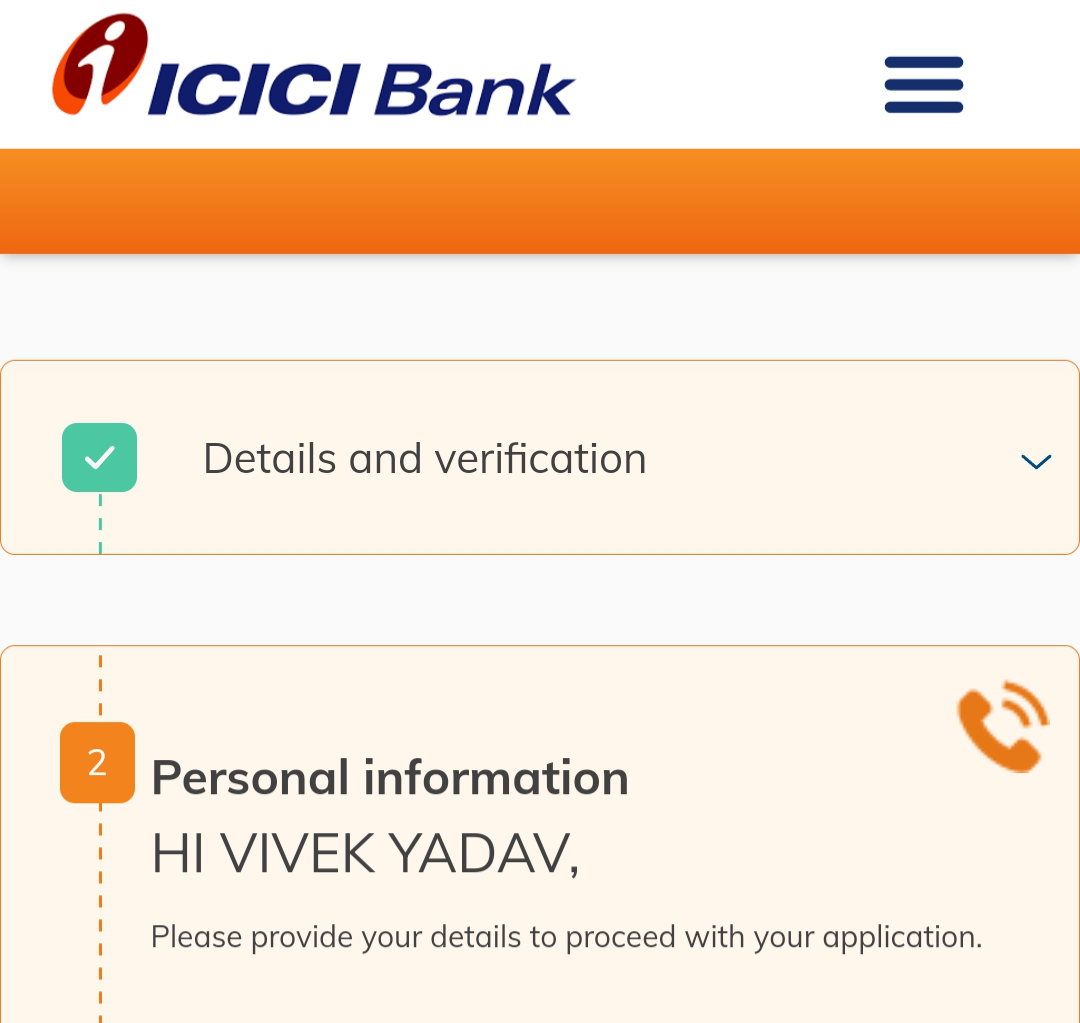 ICICI Bank
Details and verification
2
Personal information
HI VIVEK YADAV,
Please provide your details to proceed with your application.